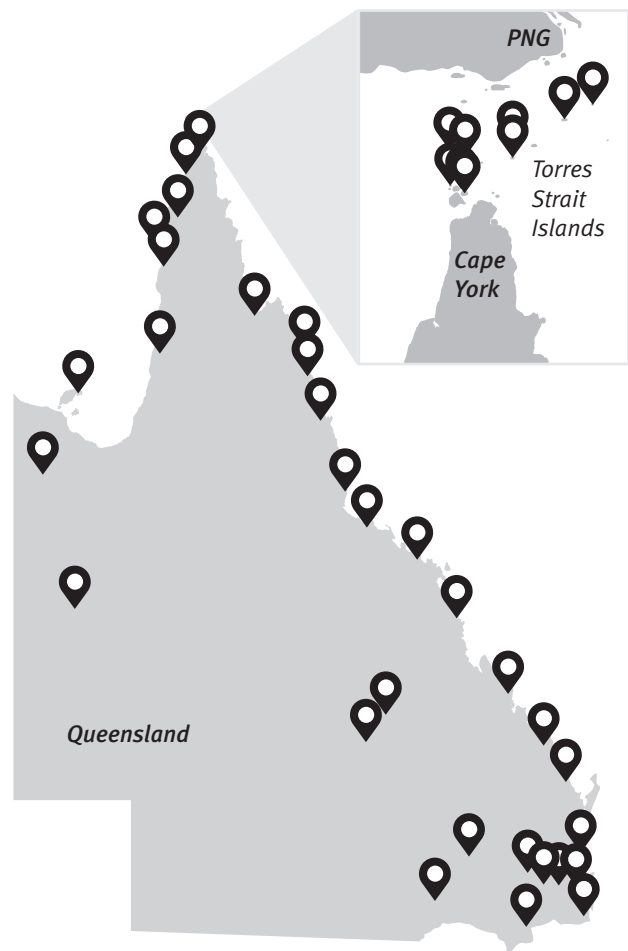 PNG
Torres
Strait
Islands
Cape
York
Queensland